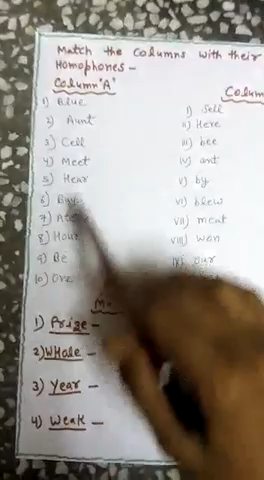 Match the Columns with their
Homophones -
Column 'A' Colum
1) Blue i) Sell
2) Aunt ii) Here
3) Cell iii) bee
4) Meet iv) ant
5) Hear v) by
6) vi) blew
7) vii) meat
8) Hour viii) won
9) Be ix) our
10) One
1) Prize -
2) Whale -
3) Year -
4) Weak -